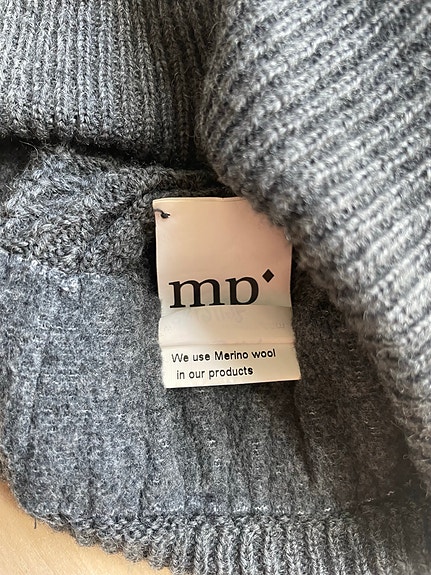 mp
We use Merino wool
in our products